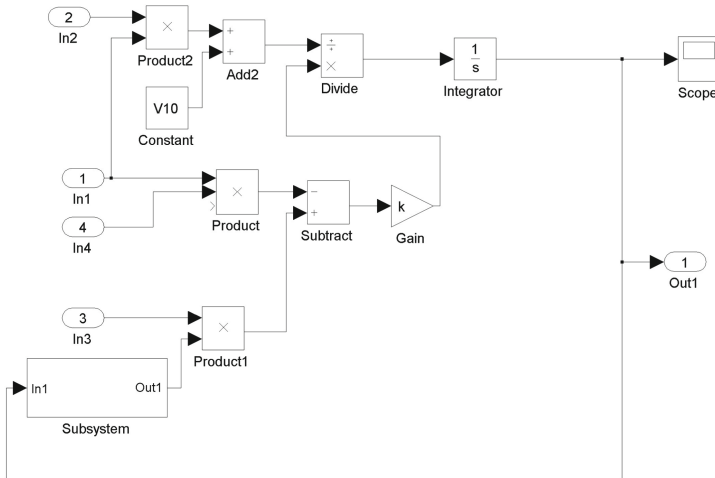 2
In2
×
Product2
+
+
Add2
÷
×
Divide
1
s
Integrator
Scope
V10
Constant
1
In1
4
In4
×
Product
−
+
Subtract
k
Gain
1
Out1
3
In3
×
Product1
In1
Out1
Subsystem